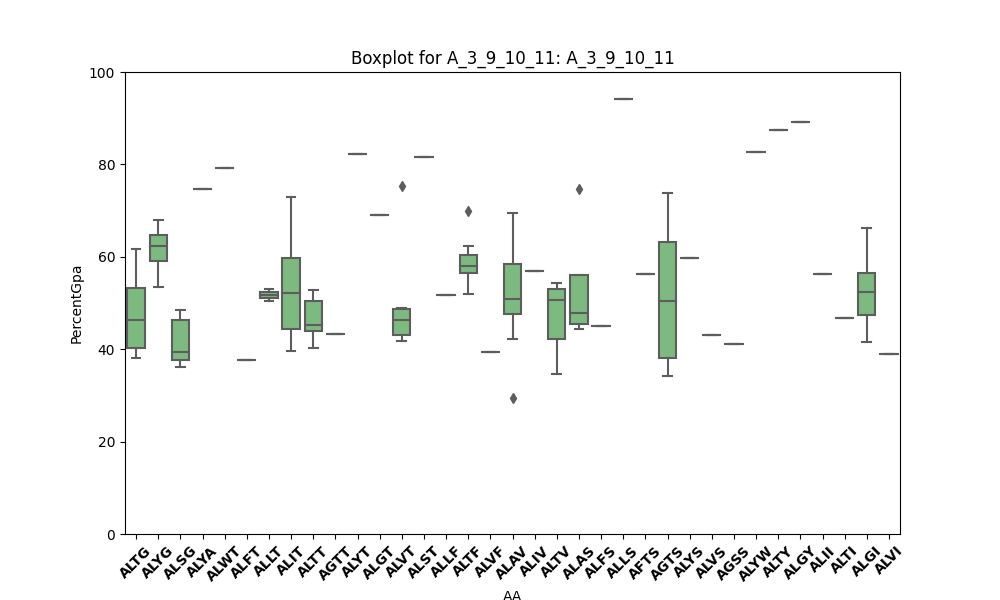 Boxplot for A_3_9_10_11: A_3_9_10_11
PercentGpa
100
80
60
40
20
0
ALTG ALYG ALSG ALYA ALWT ALFT ALLT ALIT ALTT AGTT ALYT ALGT ALVT ALST ALLF ALTF ALVF ALAV ALIV ALTV ALAS ALFS ALLS AFTS AGTS ALYS ALVS AGSS ALYW ALTY ALGY ALII ALTI ALGI ALVI
AA